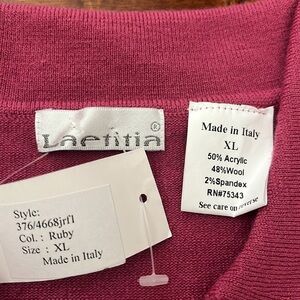 Laetitia®
Made in Italy
XL
50% Acrylic
48%Wool
2%Spandex
RN#75343
See care on reverse
Style:
376/4668jrf1
Col. : Ruby
Size : XL
Made in Italy